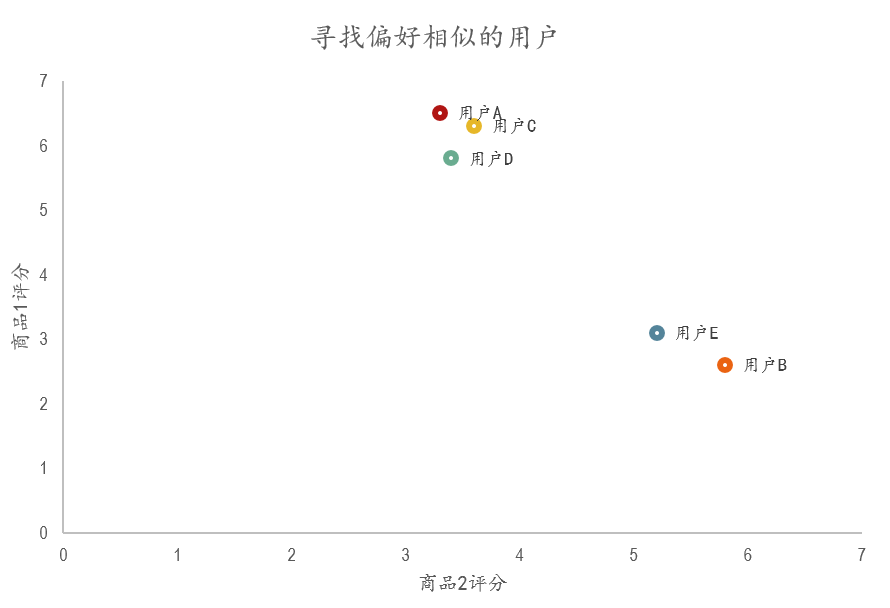 寻找偏好相似的用户
7
6
5
4
3
2
1
0
商品1评分
用户A
用户C
用户D
用户E
用户B
0 1 2 3 4 5 6 7
商品2评分